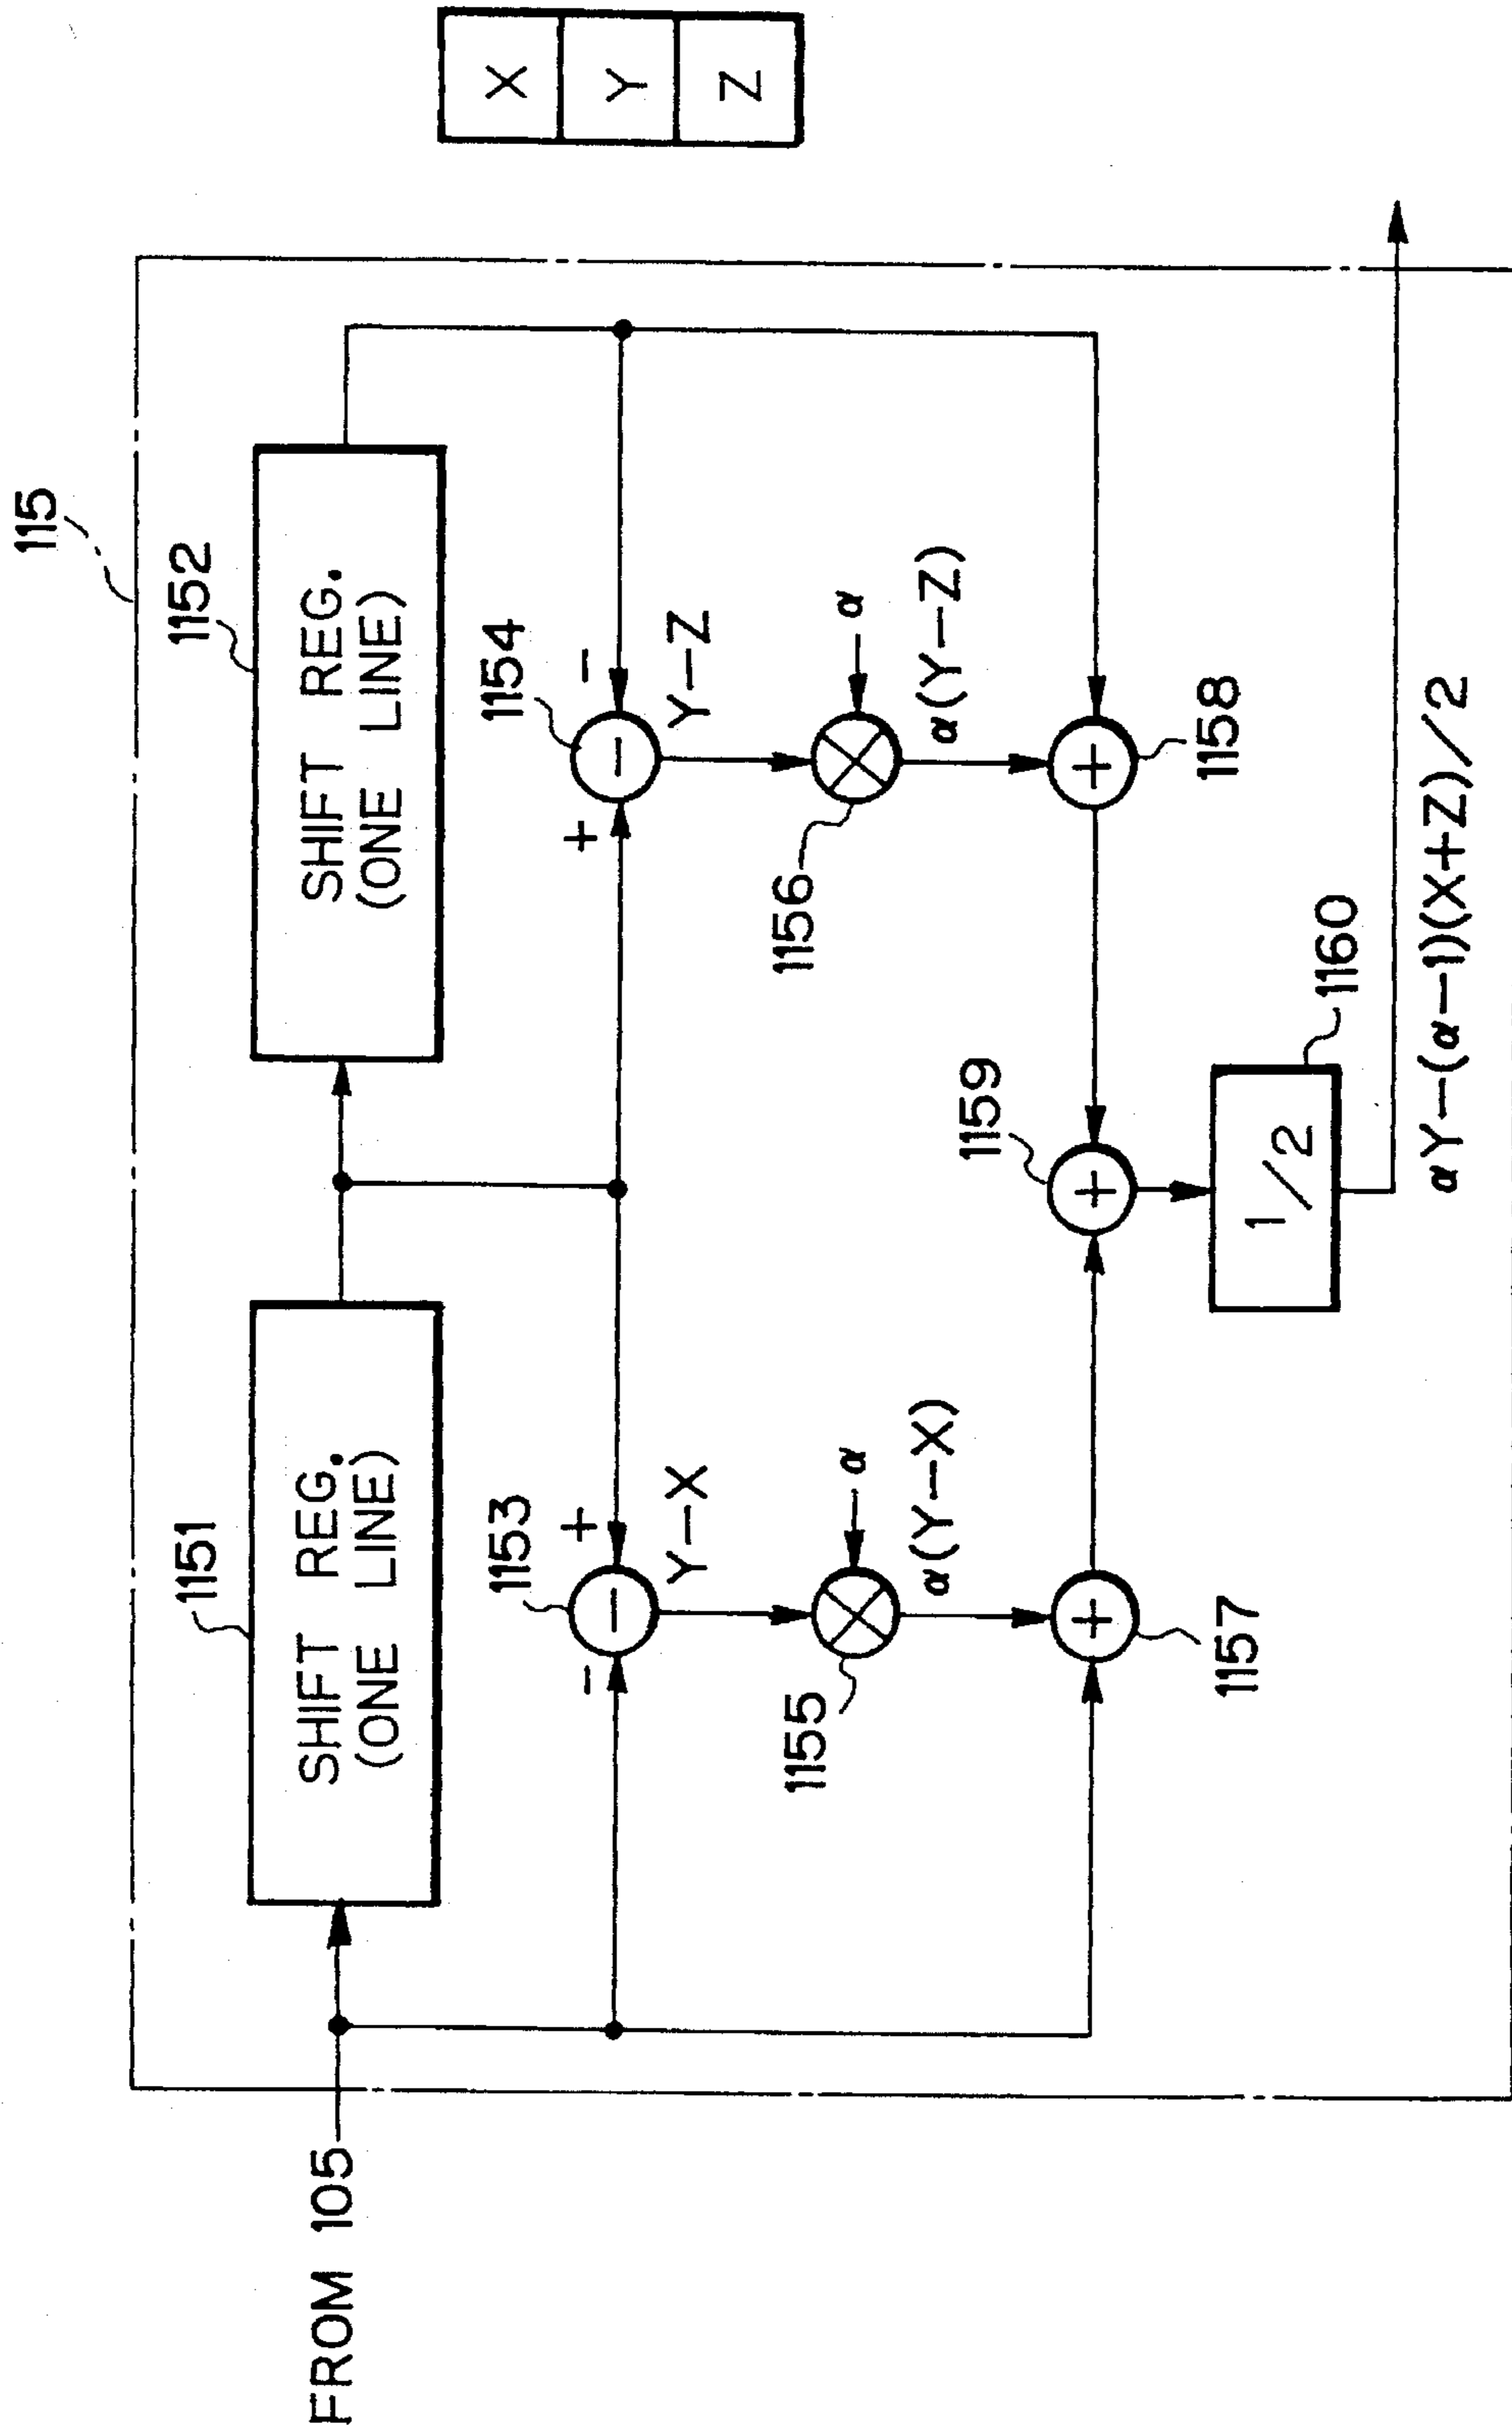 115
1151
SHIFT REG.
(ONE LINE)
1152
SHIFT REG.
(ONE LINE)
X
Y
Z
FROM 105
1153
−
+
−
Y−X
1154
+
−
−
Y−Z
1155
α
α(Y−X)
1156
α
α(Y−Z)
1157
+
1159
+
1158
+
1/2
1160
αY−(α−1)(X+Z)/2